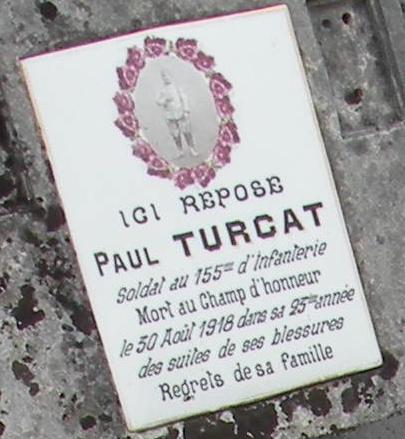 ICI REPOSE
PAUL TURCAT
Soldat au 155me d'Infanterie
Mort au Champ d'honneur
le 30 Août 1918 dans sa 25me année
des suites de ses blessures
Regrets de sa famille